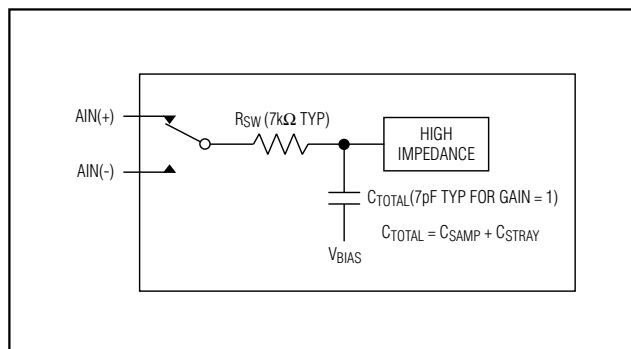 AIN(+)
RSW (7kΩ TYP)
HIGH
IMPEDANCE
AIN(-)
CTOTAL(7pF TYP FOR GAIN = 1)
CTOTAL = CSAMP + CSTRAY
VBIAS